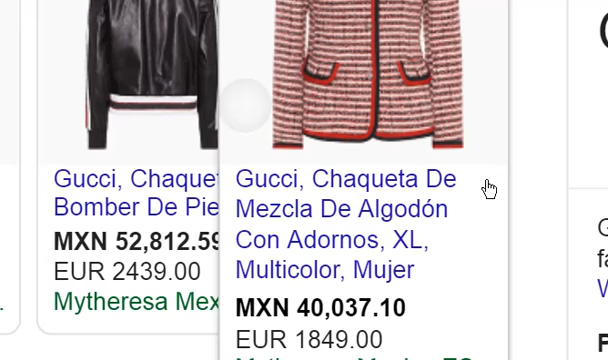 Gucci, Chaquet
Bomber De Pie
MXN 52,812.59
EUR 2439.00
Mytheresa Mex
Gucci, Chaqueta De
Mezcla De Algodón
Con Adornos, XL,
Multicolor, Mujer
MXN 40,037.10
EUR 1849.00